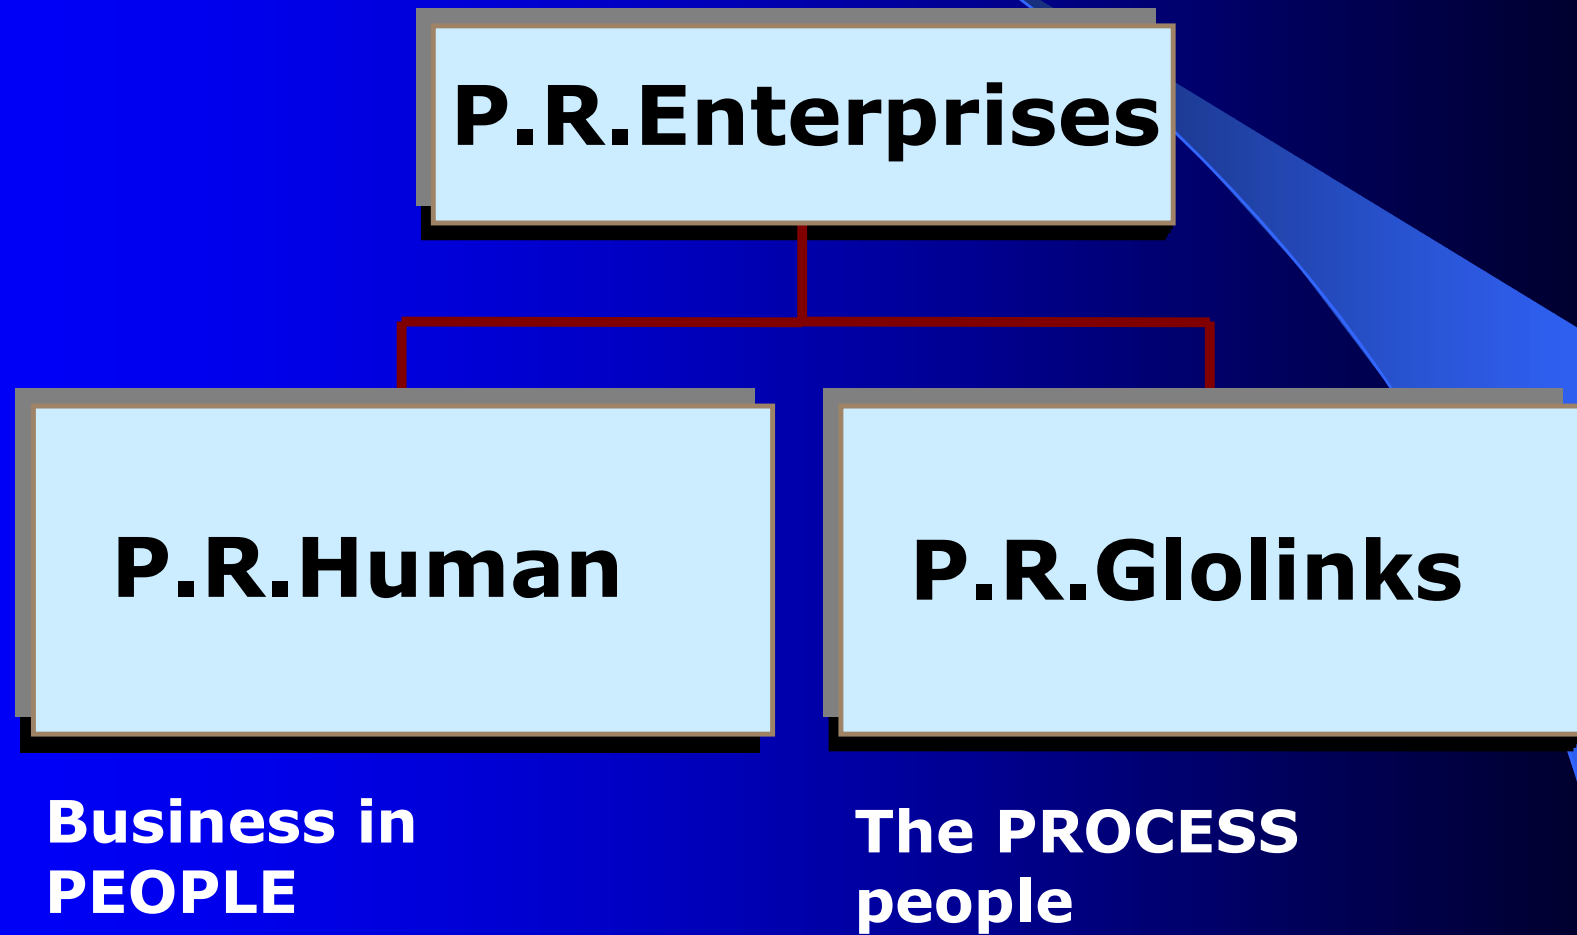 P.R.Enterprises
P.R.Human
P.R.Glolinks
Business in
PEOPLE
The PROCESS
people